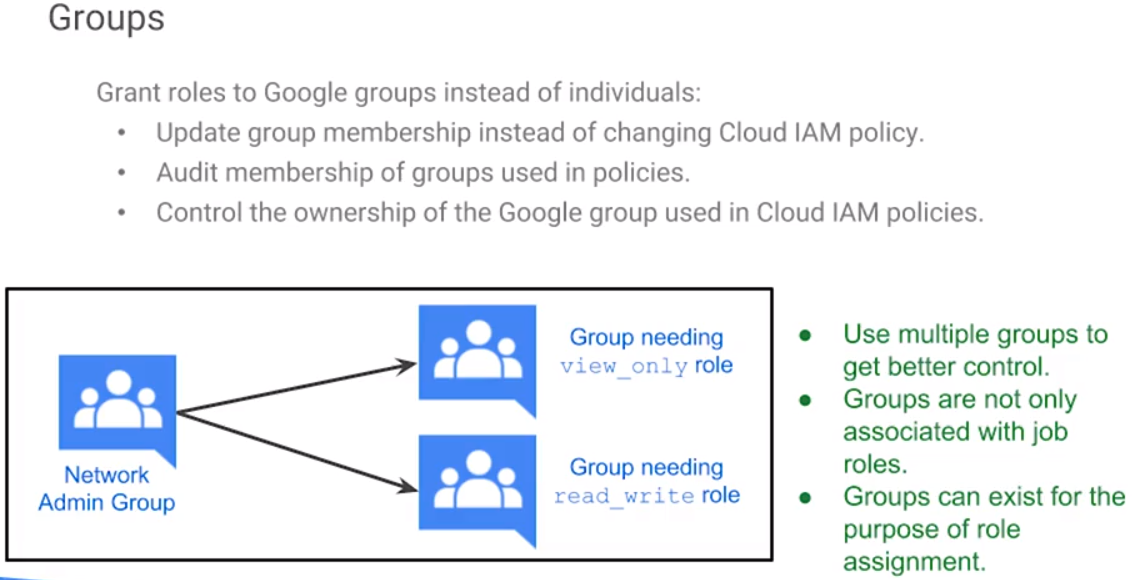 Groups
Grant roles to Google groups instead of individuals:
• Update group membership instead of changing Cloud IAM policy.
• Audit membership of groups used in policies.
• Control the ownership of the Google group used in Cloud IAM policies.
Network
Admin Group
Group needing
view_only role
Group needing
read_write role
● Use multiple groups to
get better control.
● Groups are not only
associated with job
roles.
● Groups can exist for the
purpose of role
assignment.